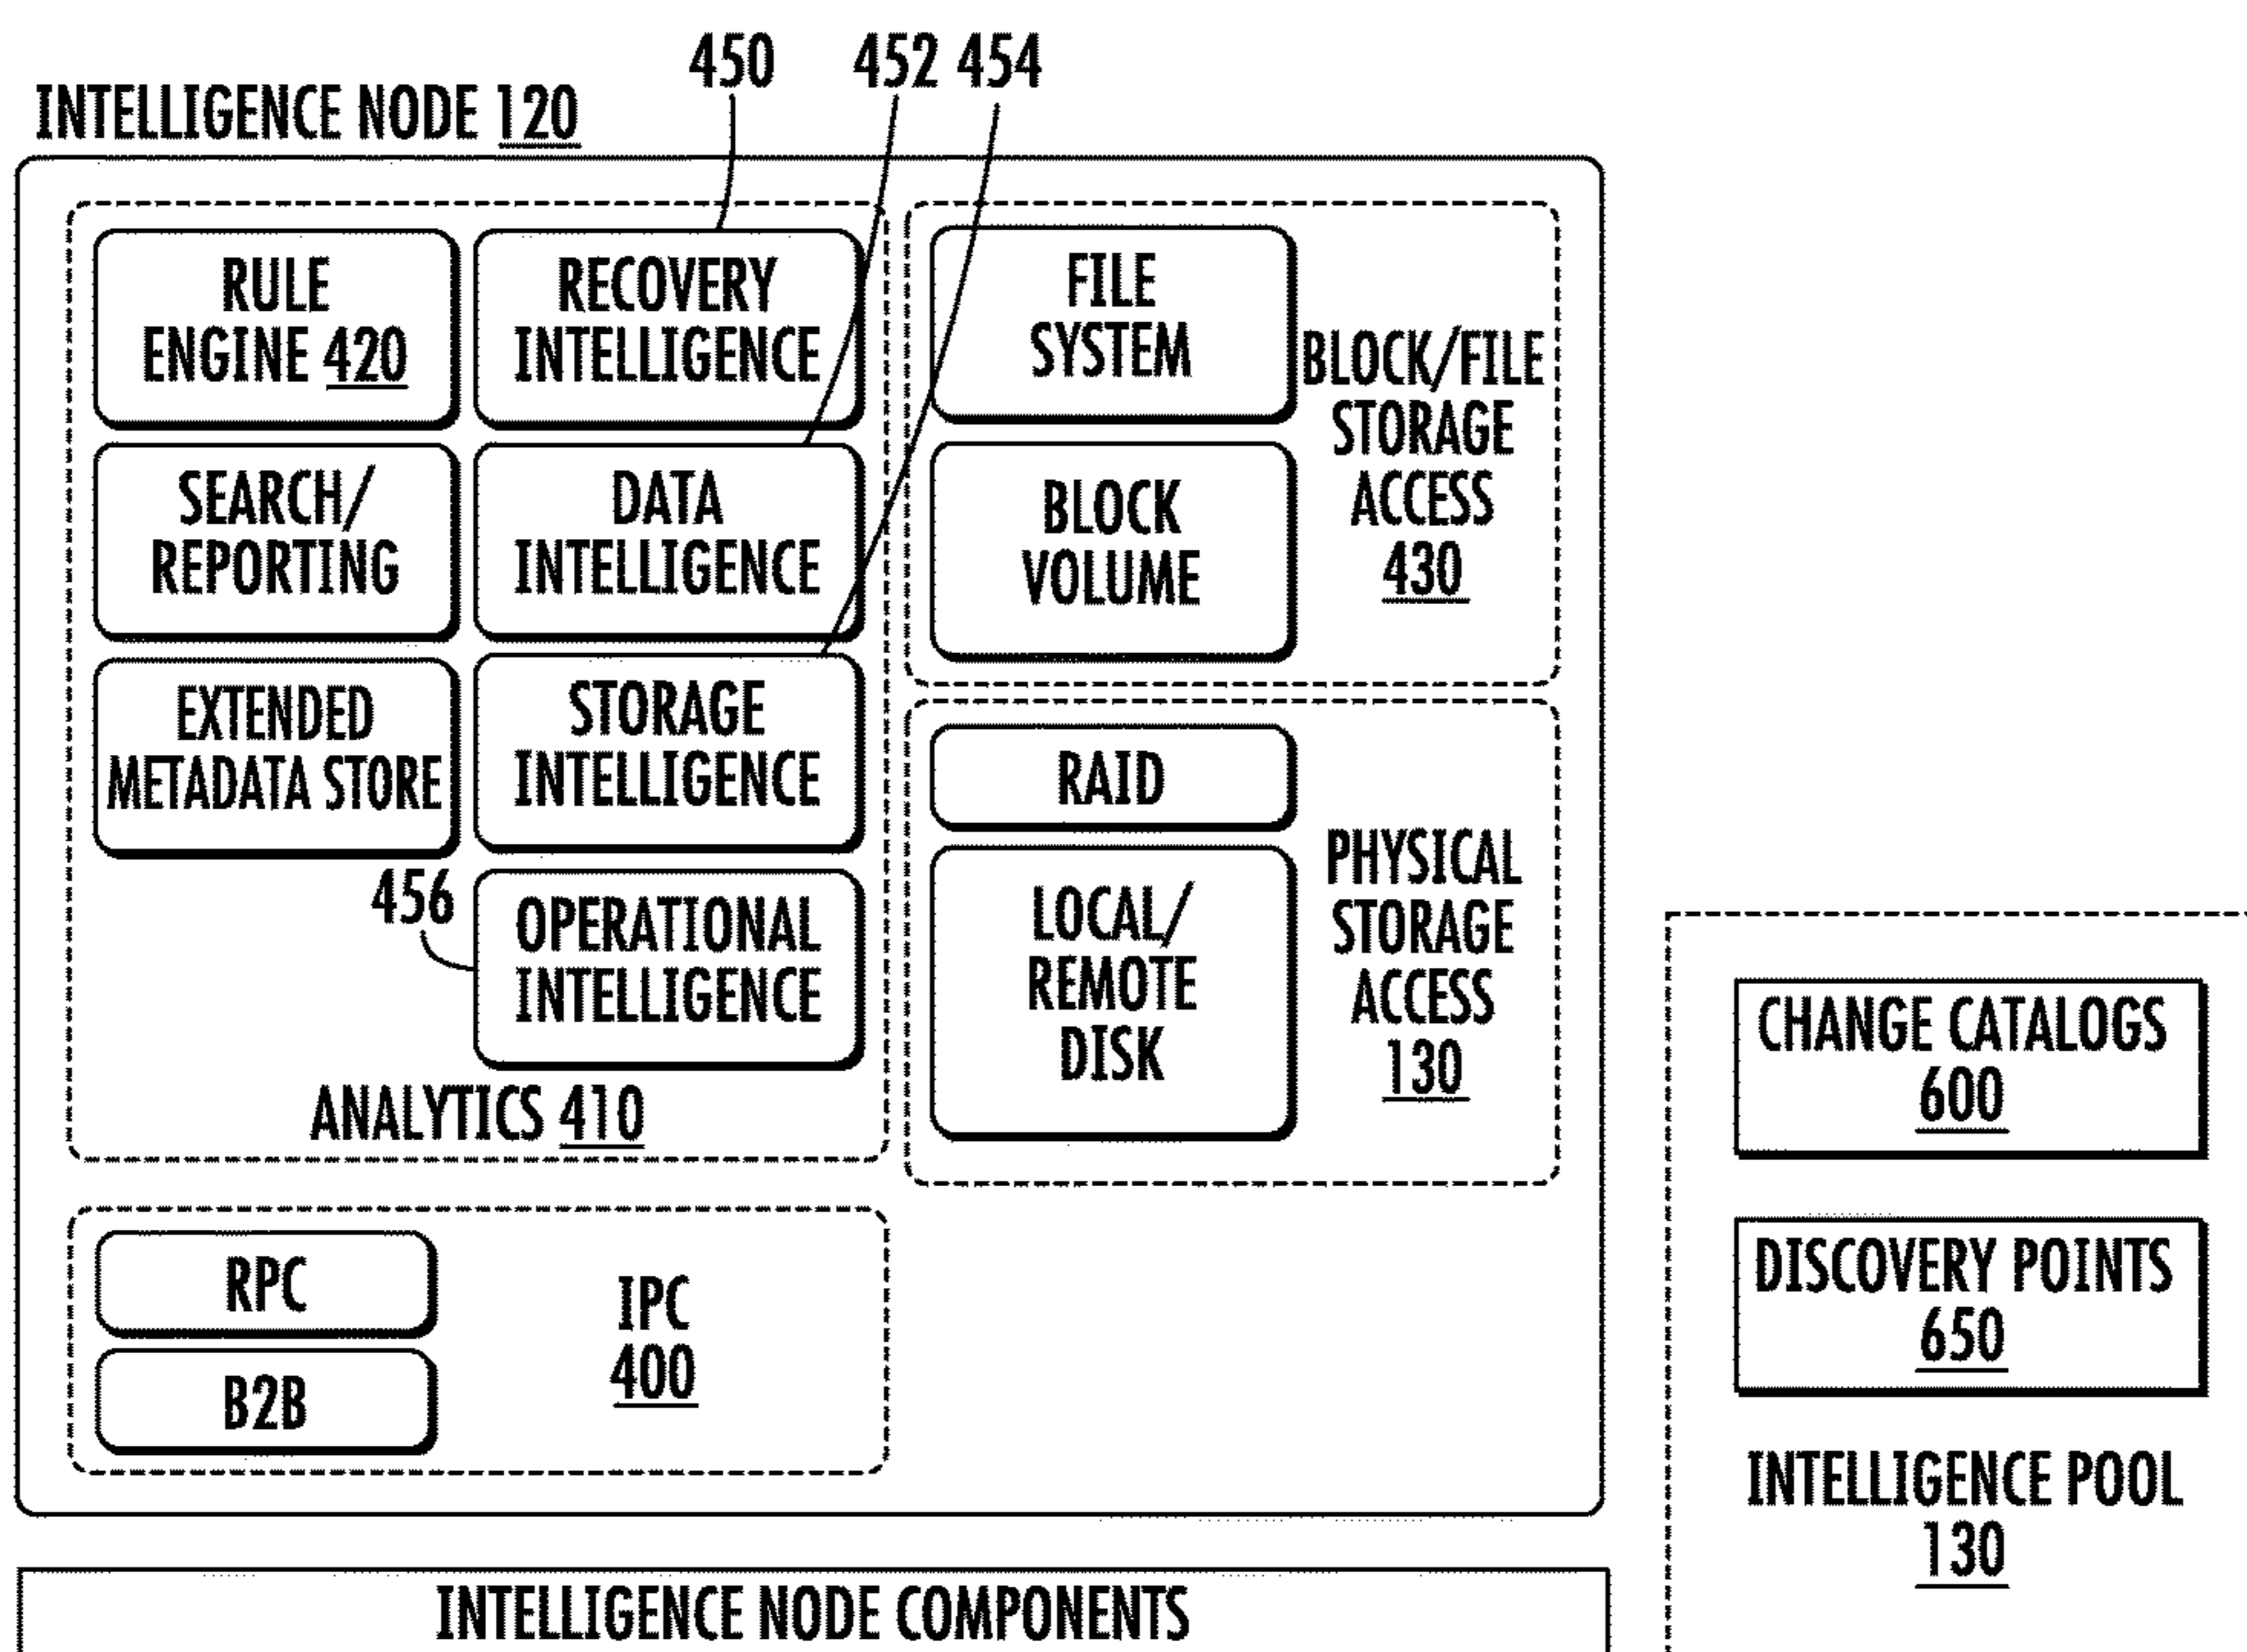 450
452 454
INTELLIGENCE NODE 120
RULE
ENGINE 420
RECOVERY
INTELLIGENCE
SEARCH/
REPORTING
DATA
INTELLIGENCE
EXTENDED
METADATA STORE
STORAGE
INTELLIGENCE
456
OPERATIONAL
INTELLIGENCE
ANALYTICS 410
FILE
SYSTEM
BLOCK
VOLUME
BLOCK/FILE
STORAGE
ACCESS
430
RAID
LOCAL/
REMOTE
DISK
PHYSICAL
STORAGE
ACCESS
130
RPC
B2B
IPC
400
CHANGE CATALOGS
600
DISCOVERY POINTS
650
INTELLIGENCE POOL
130
INTELLIGENCE NODE COMPONENTS